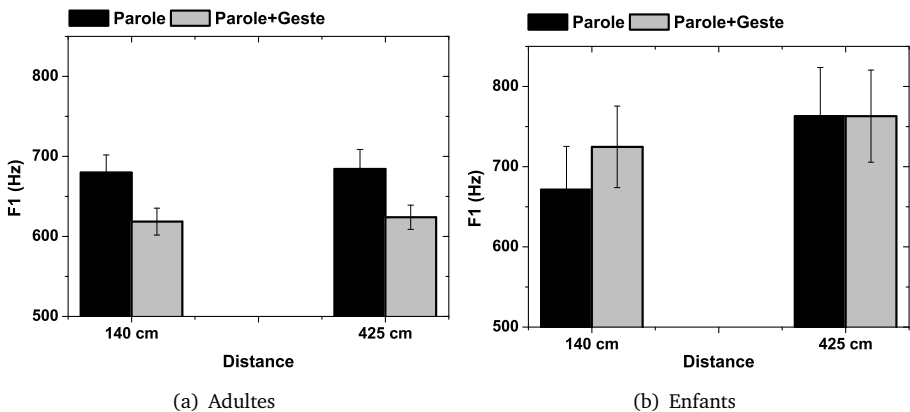 Parole Parole+Geste
800
700
600
500
F1 (Hz)
140 cm 425 cm
Distance
(a) Adultes
Parole Parole+Geste
800
700
600
500
F1 (Hz)
140 cm 425 cm
Distance
(b) Enfants